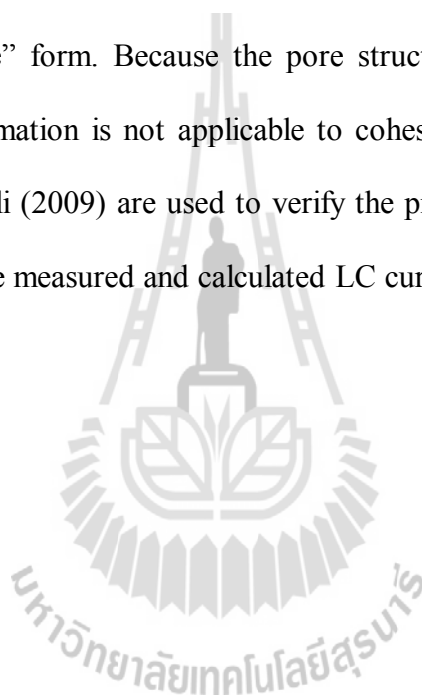 e” form. Because the pore struct
mation is not applicable to cohes
li (2009) are used to verify the p
e measured and calculated LC cur
มหาวิทยาลัยเทคโนโลยีสุรนารี